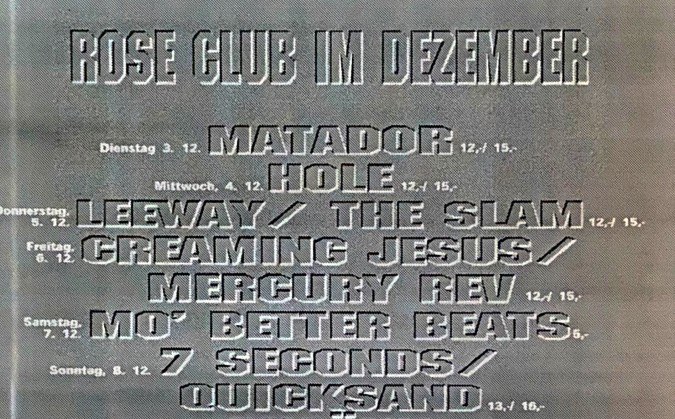 ROSE CLUB IM DEZEMBER
Dienstag 3. 12. MATADOR 12,-/ 15,-
Mittwoch, 4. 12. HOLE 12,-/ 15,-
Donnerstag, 5. 12. LEEWAY/ THE SLAM 12,-/ 15,-
Freitag, 6. 12. CREAMING JESUS/
MERCURY REV 12,-/ 15,-
Samstag, 7. 12. MO' BETTER BEATS 5,-
Sonntag, 8. 12. 7 SECONDS/
QUICKSAND 13,-/ 16,-